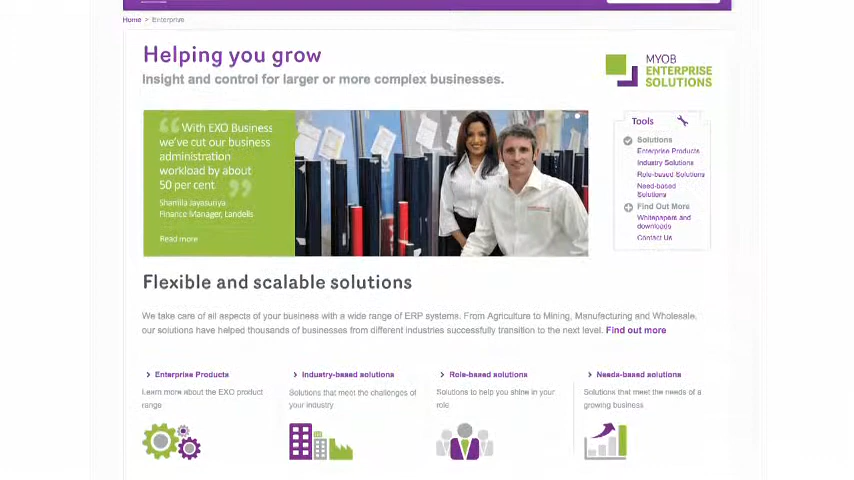 Home > Enterprise
Helping you grow
Insight and control for larger or more complex businesses.
MYOB
ENTERPRISE
SOLUTIONS
“With EXO Business
we've cut our business
administration
workload by about
50 per cent. ”
Shamila Jayasuriya
Finance Manager, Landells
Read more
Tools
Solutions
Enterprise Products
Industry Solutions
Role-based Solutions
Need-based
Solutions
Find Out More
Whitepapers and
downloads
Contact Us
Flexible and scalable solutions
We take care of all aspects of your business with a wide range of ERP systems. From Agriculture to Mining, Manufacturing and Wholesale,
our solutions have helped thousands of businesses from different industries successfully transition to the next level. Find out more
Enterprise Products
Learn more about the EXO product
range
Industry-based solutions
Solutions that meet the challenges of
your industry
Role-based solutions
Solutions to help you shine in your
role
Needs-based solutions
Solutions that meet the needs of a
growing business